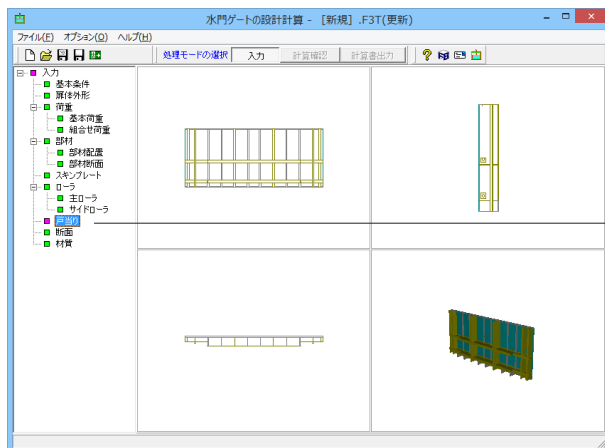 水門ゲートの設計計算 - [新規] .F3T(更新)
ファイル(F) オプション(O) ヘルプ(H)
処理モードの選択 入力 計算確認 計算書出力
入力
基本条件
扉体外形
荷重
基本荷重
組合せ荷重
部材
部材配置
部材断面
スキンプレート
ローラ
主ローラ
サイドローラ
戸当り
断面
材質